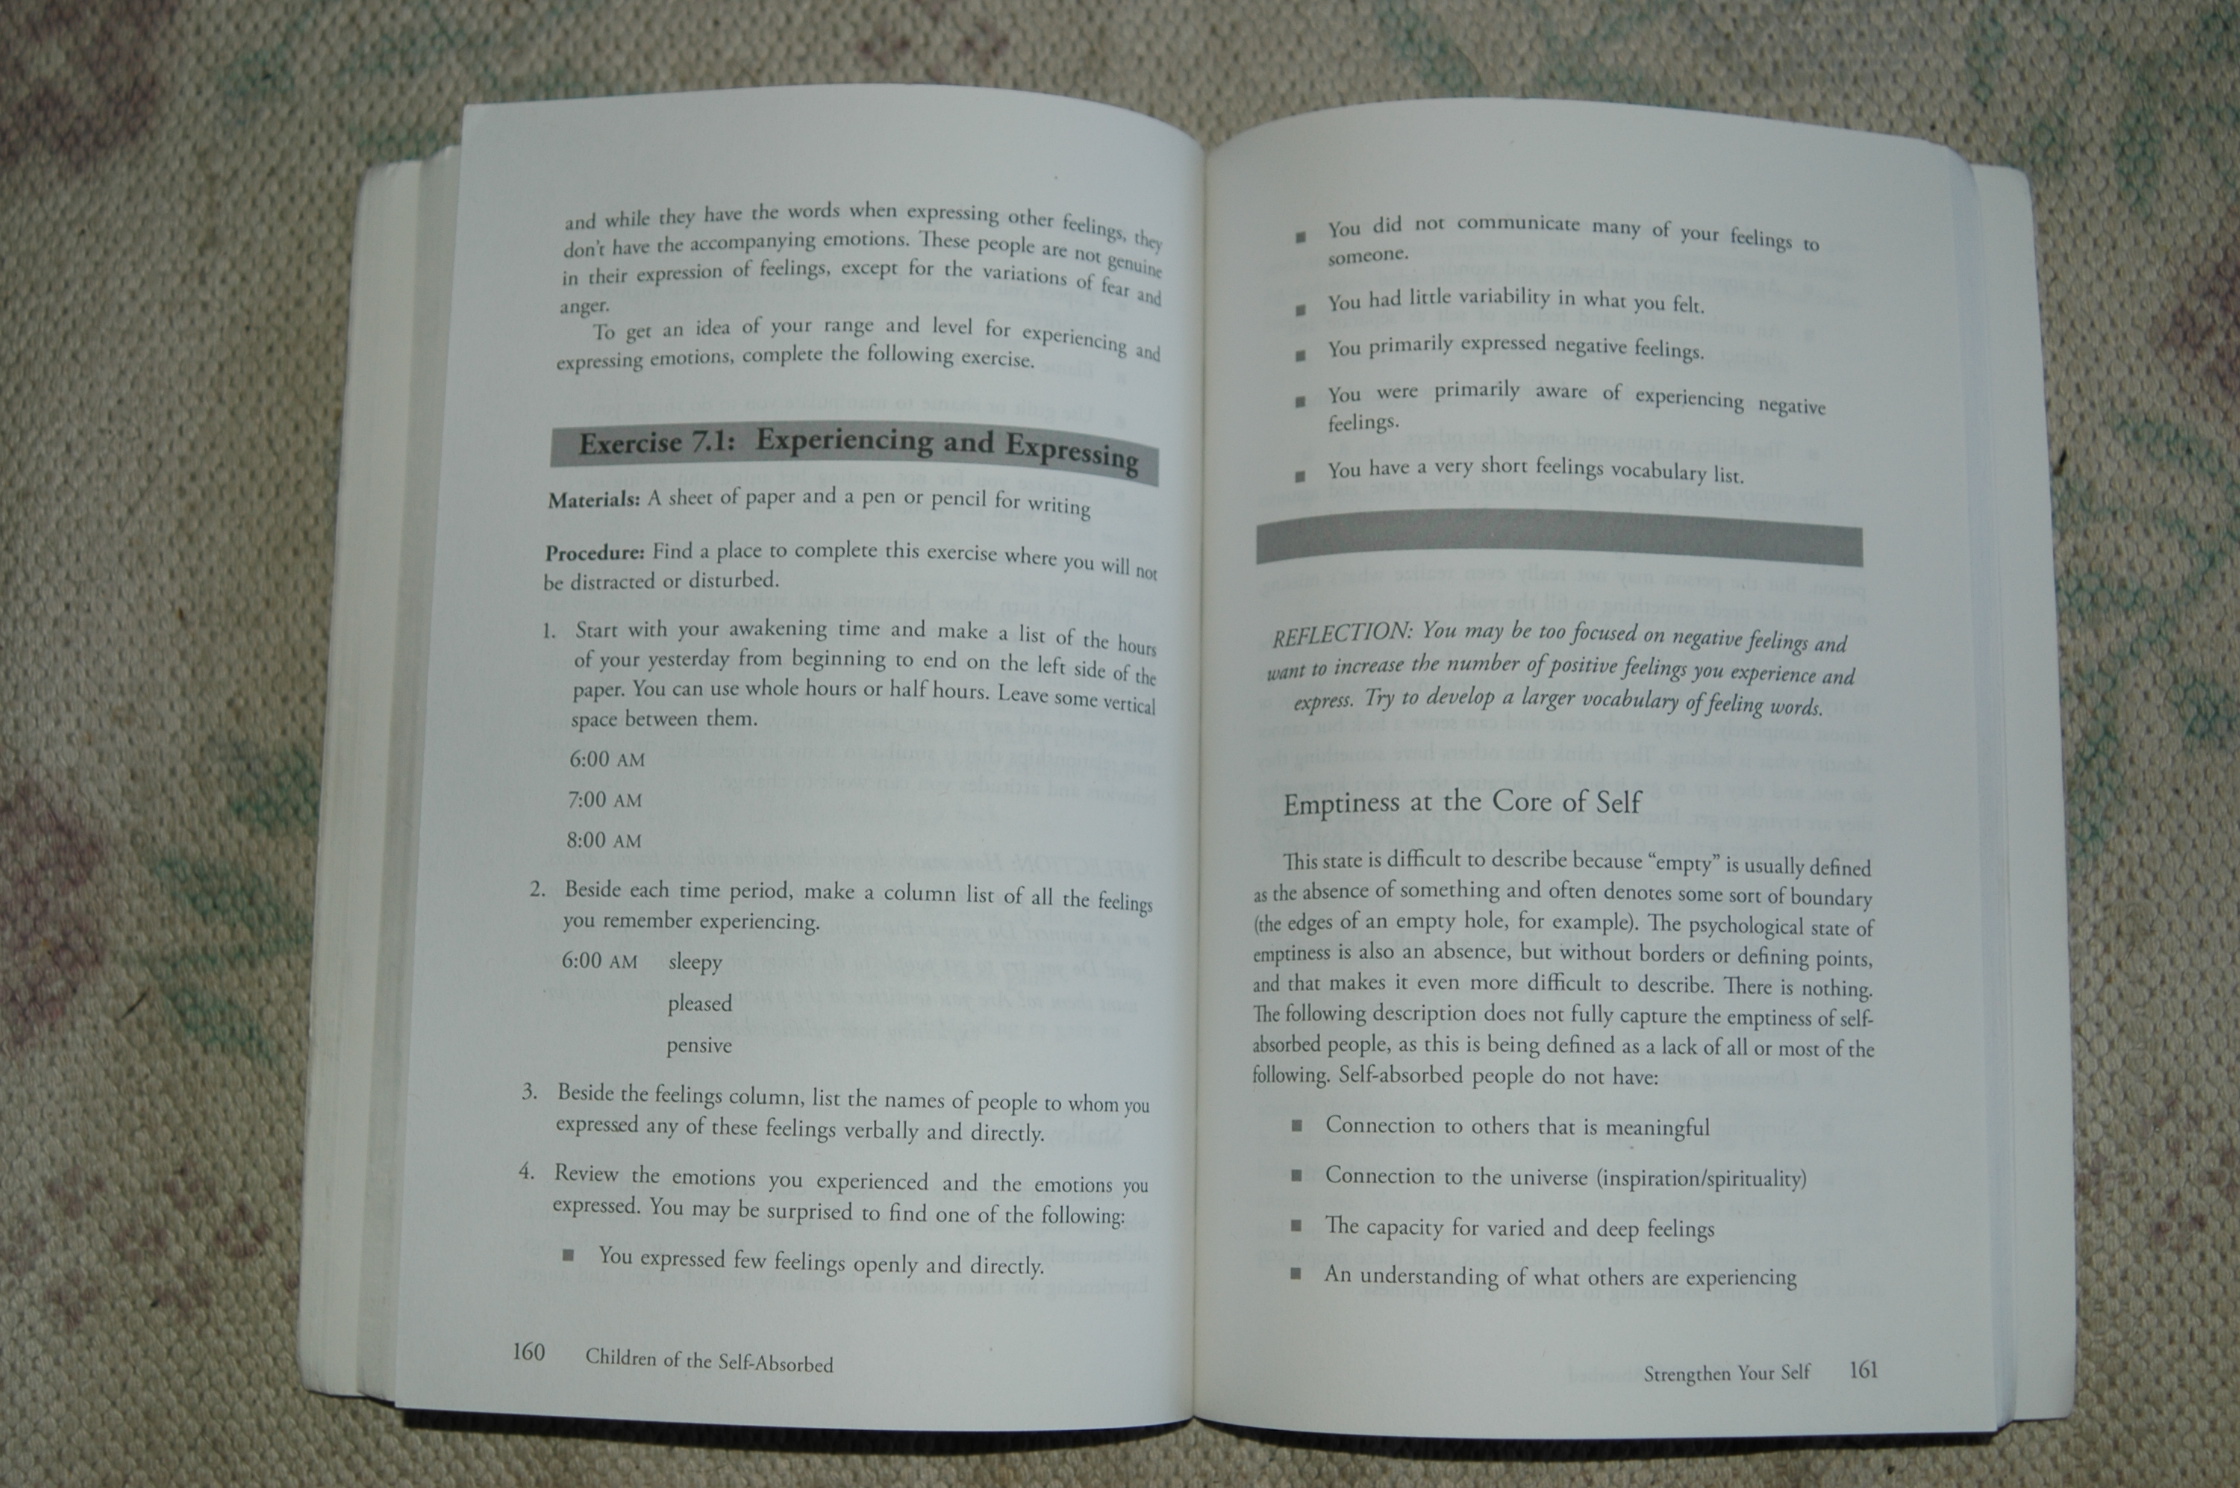 and while they have the words when expressing other feelings, they
don't have the accompanying emotions. These people are not genuine
in their expression of feelings, except for the variations of fear and
anger.
To get an idea of your range and level for experiencing and
expressing emotions, complete the following exercise.
Exercise 7.1: Experiencing and Expressing
Materials: A sheet of paper and a pen or pencil for writing
Procedure: Find a place to complete this exercise where you will not
be distracted or disturbed.
1. Start with your awakening time and make a list of the hours
of your yesterday from beginning to end on the left side of the
paper. You can use whole hours or half hours. Leave some vertical
space between them.
6:00 AM
7:00 AM
8:00 AM
2. Beside each time period, make a column list of all the feelings
you remember experiencing.
6:00 AM sleepy
pleased
pensive
3. Beside the feelings column, list the names of people to whom you
expressed any of these feelings verbally and directly.
4. Review the emotions you experienced and the emotions you
expressed. You may be surprised to find one of the following:
■ You expressed few feelings openly and directly.
160 Children of the Self-Absorbed
■ You did not communicate many of your feelings to
someone.
■ You had little variability in what you felt.
■ You primarily expressed negative feelings.
■ You were primarily aware of experiencing negative
feelings.
■ You have a very short feelings vocabulary list.
REFLECTION: You may be too focused on negative feelings and
want to increase the number of positive feelings you experience and
express. Try to develop a larger vocabulary of feeling words.
Emptiness at the Core of Self
This state is difficult to describe because “empty” is usually defined
as the absence of something and often denotes some sort of boundary
(the edges of an empty hole, for example). The psychological state of
emptiness is also an absence, but without borders or defining points,
and that makes it even more difficult to describe. There is nothing.
The following description does not fully capture the emptiness of self-
absorbed people, as this is being defined as a lack of all or most of the
following. Self-absorbed people do not have:
■ Connection to others that is meaningful
■ Connection to the universe (inspiration/spirituality)
■ The capacity for varied and deep feelings
■ An understanding of what others are experiencing
Strengthen Your Self 161